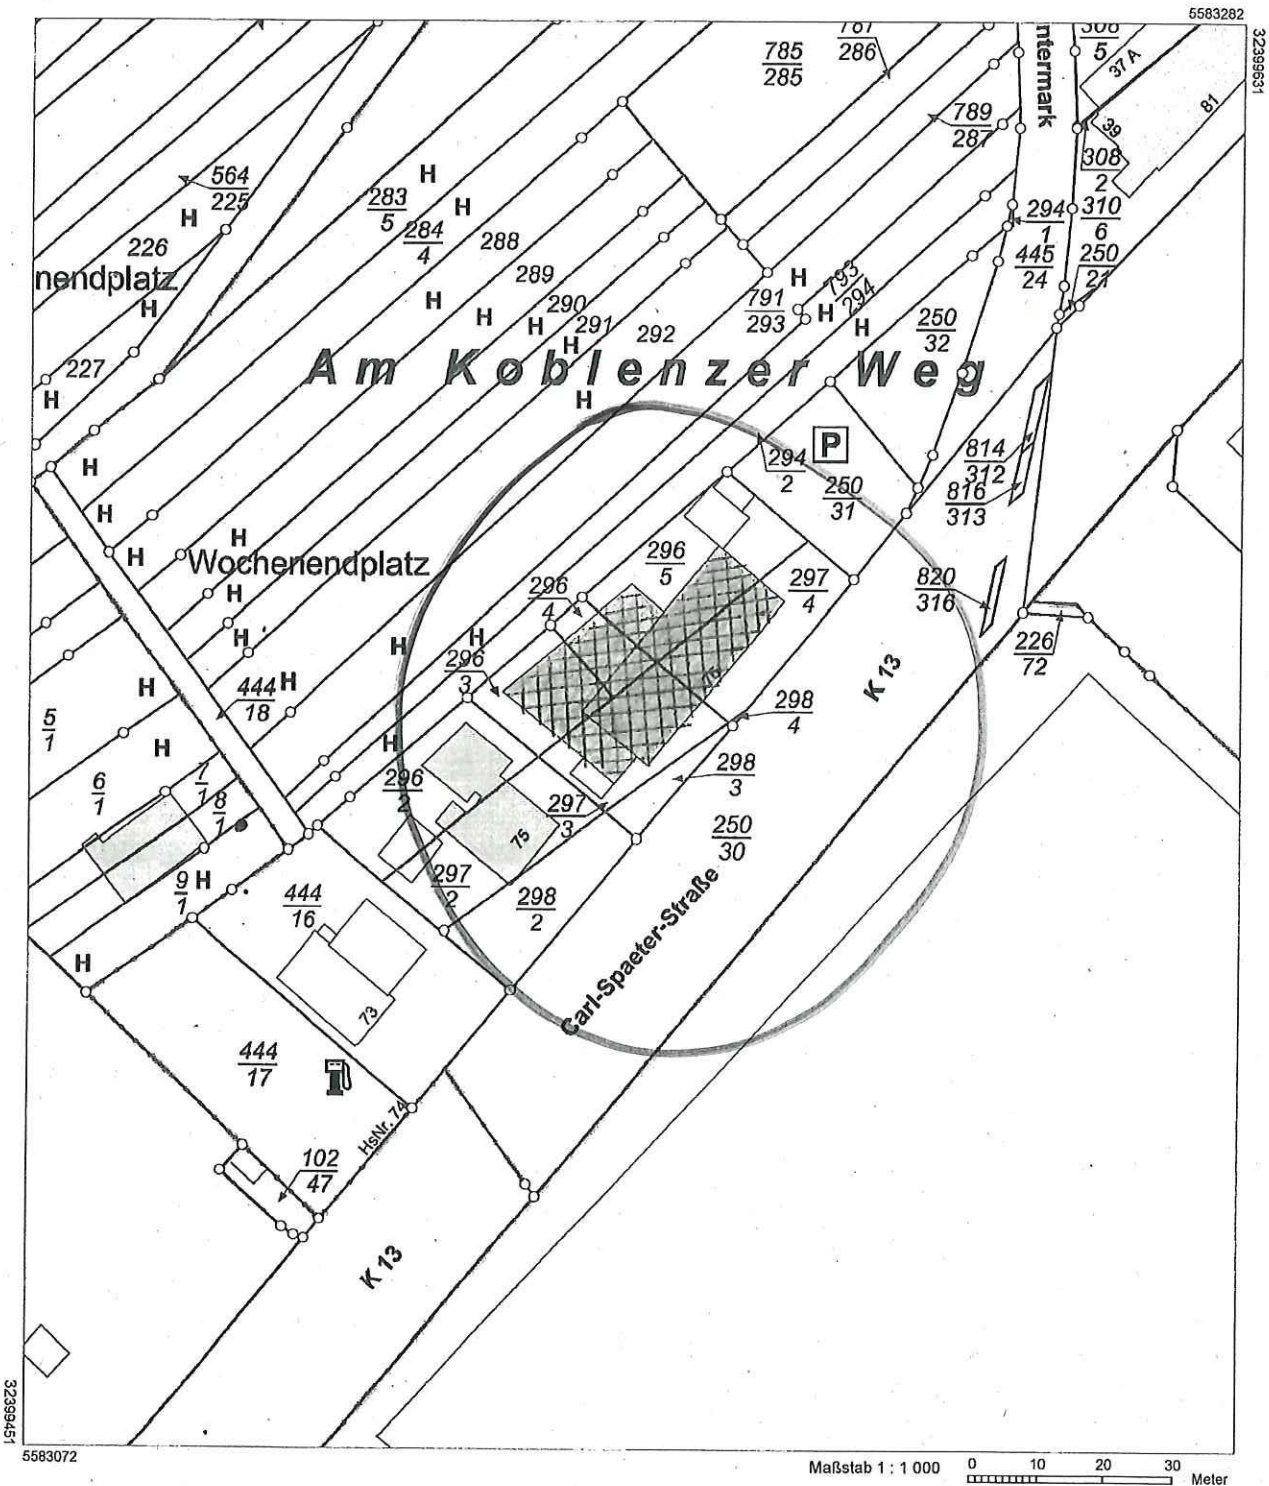 5583282
32399631
787
286
785
285
ntermark
308
5
37 A
81
39
789
287
308
2
564
225
H
H
283
5
H
284
4
288
294
1
310
6
226
nendplatz
H
289
445
24
250
21
H
H
290
H
291
H
292
791
293
H
793
294
H
H
250
32
227
H
Am Koblenzer Weg
H
H
294
2
P
250
31
814
312
816
313
H
H
H
Wochenendplatz
H
296
5
296
4
297
4
820
316
H
H
H
296
3
226
72
K 13
H
444
18
H
5
1
H
76
298
4
H
298
3
296
2
297
3
6
1
7
1
8
1
75
250
30
9
1
H
444
16
297
2
298
2
Carl-Spaeter-Straße
H
73
444
17
HsNr. 74
102
47
K 13
32399451
5583072
Maßstab 1 : 1 000
0 10 20 30
Meter